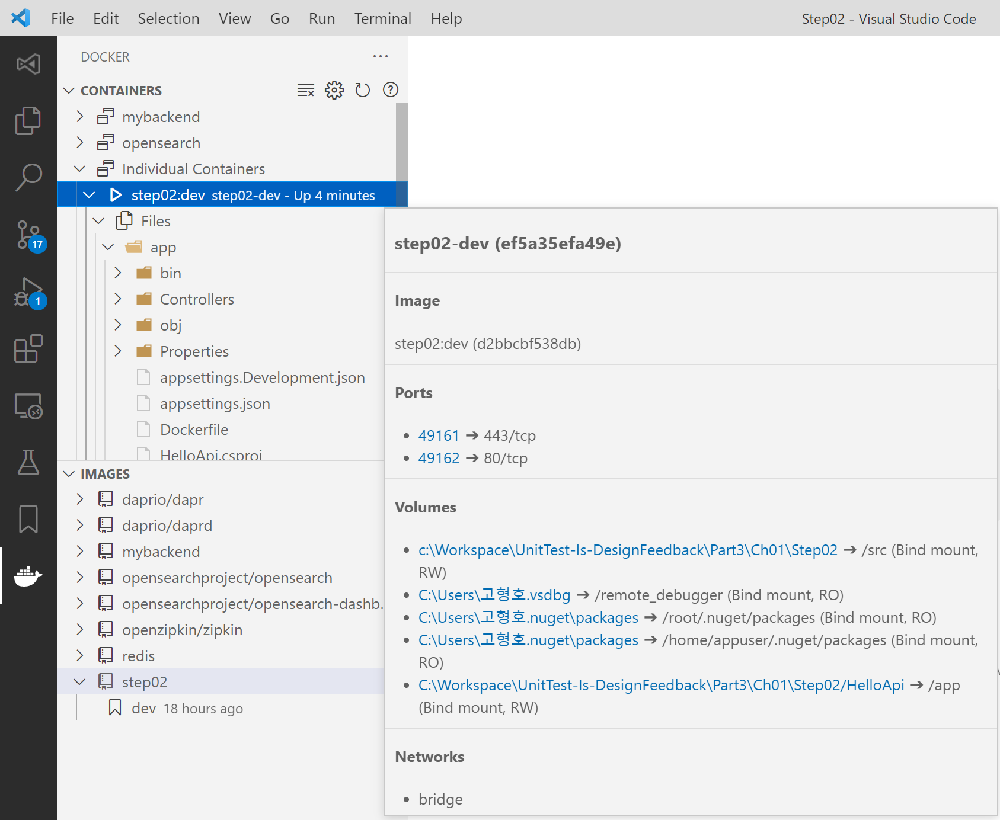 File Edit Selection View Go Run Terminal Help Step02 - Visual Studio Code
DOCKER
CONTAINERS
mybackend
opensearch
Individual Containers
step02:dev step02-dev - Up 4 minutes
Files
app
bin
Controllers
obj
Properties
appsettings.Development.json
appsettings.json
Dockerfile
HelloApi.csproj
IMAGES
daprio/dapr
daprio/daprd
mybackend
opensearchproject/opensearch
opensearchproject/opensearch-dashb.
openzipkin/zipkin
redis
step02
dev 18 hours ago
17
1
step02-dev (ef5a35efa49e)
Image
step02:dev (d2bbcbf538db)
Ports
• 49161 ➔ 443/tcp
• 49162 ➔ 80/tcp
Volumes
• c:\Workspace\UnitTest-Is-DesignFeedback\Part3\Ch01\Step02 ➔ /src (Bind mount,
RW)
• C:\Users\고형호.vsdbg ➔ /remote_debugger (Bind mount, RO)
• C:\Users\고형호.nuget\packages ➔ /root/.nuget/packages (Bind mount, RO)
• C:\Users\고형호.nuget\packages ➔ /home/appuser/.nuget/packages (Bind mount,
RO)
• C:\Workspace\UnitTest-Is-DesignFeedback\Part3\Ch01\Step02/HelloApi ➔ /app
(Bind mount, RW)
Networks
• bridge